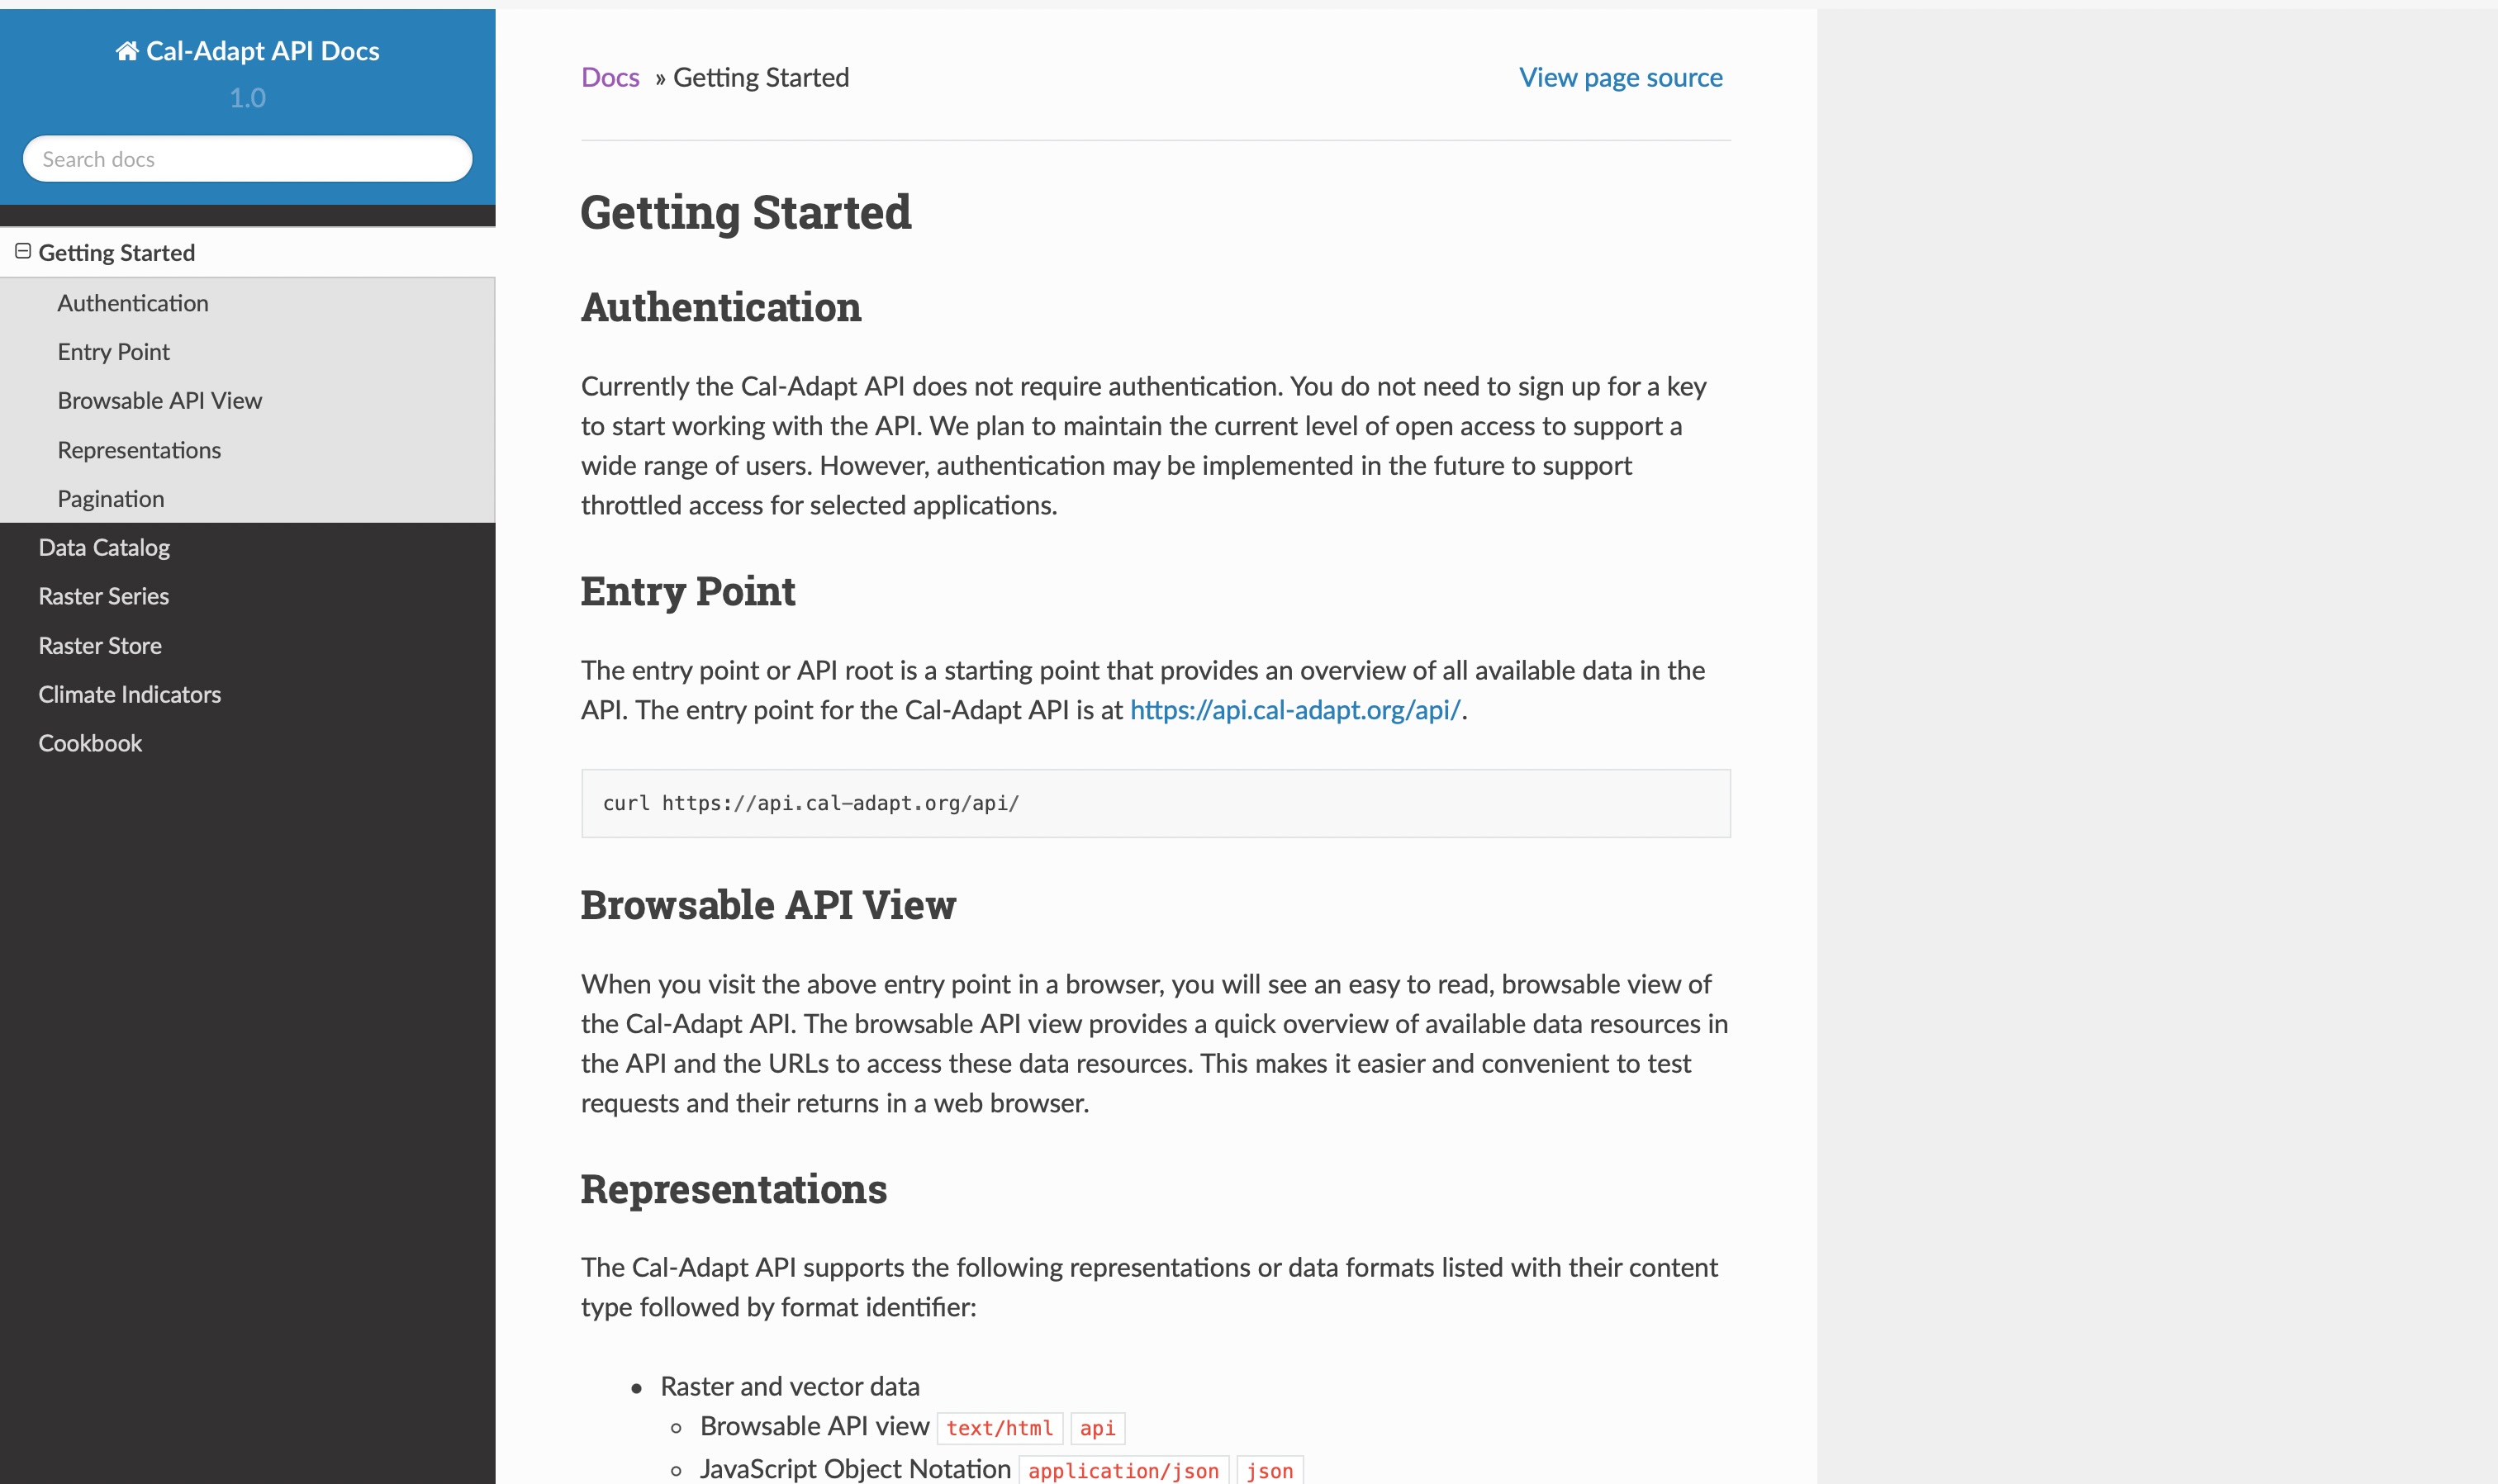 Cal-Adapt API Docs
1.0
Search docs
Getting Started
Authentication
Entry Point
Browsable API View
Representations
Pagination
Data Catalog
Raster Series
Raster Store
Climate Indicators
Cookbook
Docs » Getting Started
View page source
Getting Started
Authentication
Currently the Cal-Adapt API does not require authentication. You do not need to sign up for a key
to start working with the API. We plan to maintain the current level of open access to support a
wide range of users. However, authentication may be implemented in the future to support
throttled access for selected applications.
Entry Point
The entry point or API root is a starting point that provides an overview of all available data in the
API. The entry point for the Cal-Adapt API is at https://api.cal-adapt.org/api/.
curl https://api.cal-adapt.org/api/
Browsable API View
When you visit the above entry point in a browser, you will see an easy to read, browsable view of
the Cal-Adapt API. The browsable API view provides a quick overview of available data resources in
the API and the URLs to access these data resources. This makes it easier and convenient to test
requests and their returns in a web browser.
Representations
The Cal-Adapt API supports the following representations or data formats listed with their content
type followed by format identifier:
• Raster and vector data
◦ Browsable API view text/html api
◦ JavaScript Object Notation application/json json